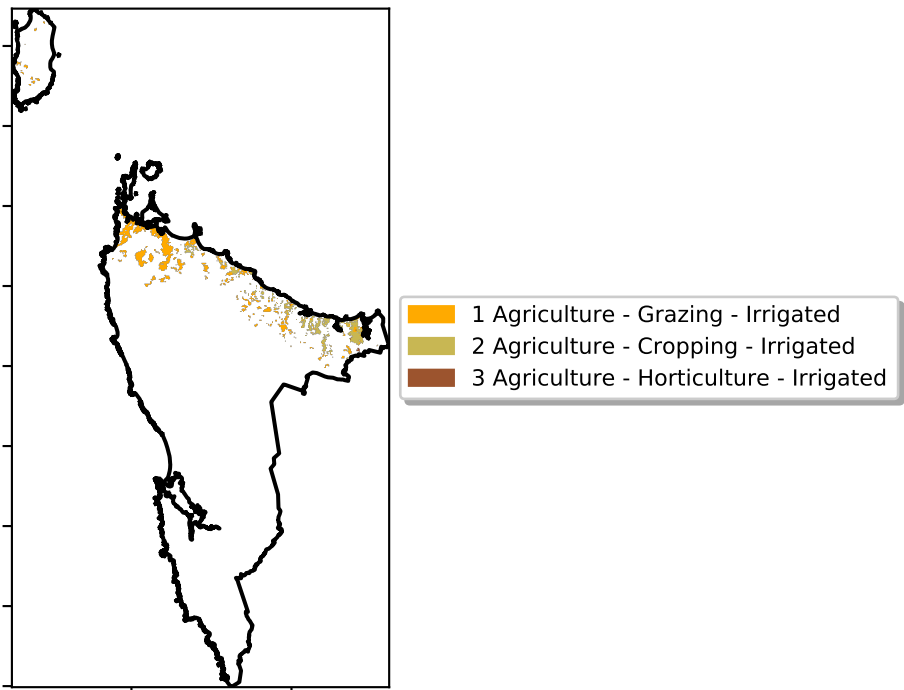 1 Agriculture - Grazing - Irrigated
2 Agriculture - Cropping - Irrigated
3 Agriculture - Horticulture - Irrigated